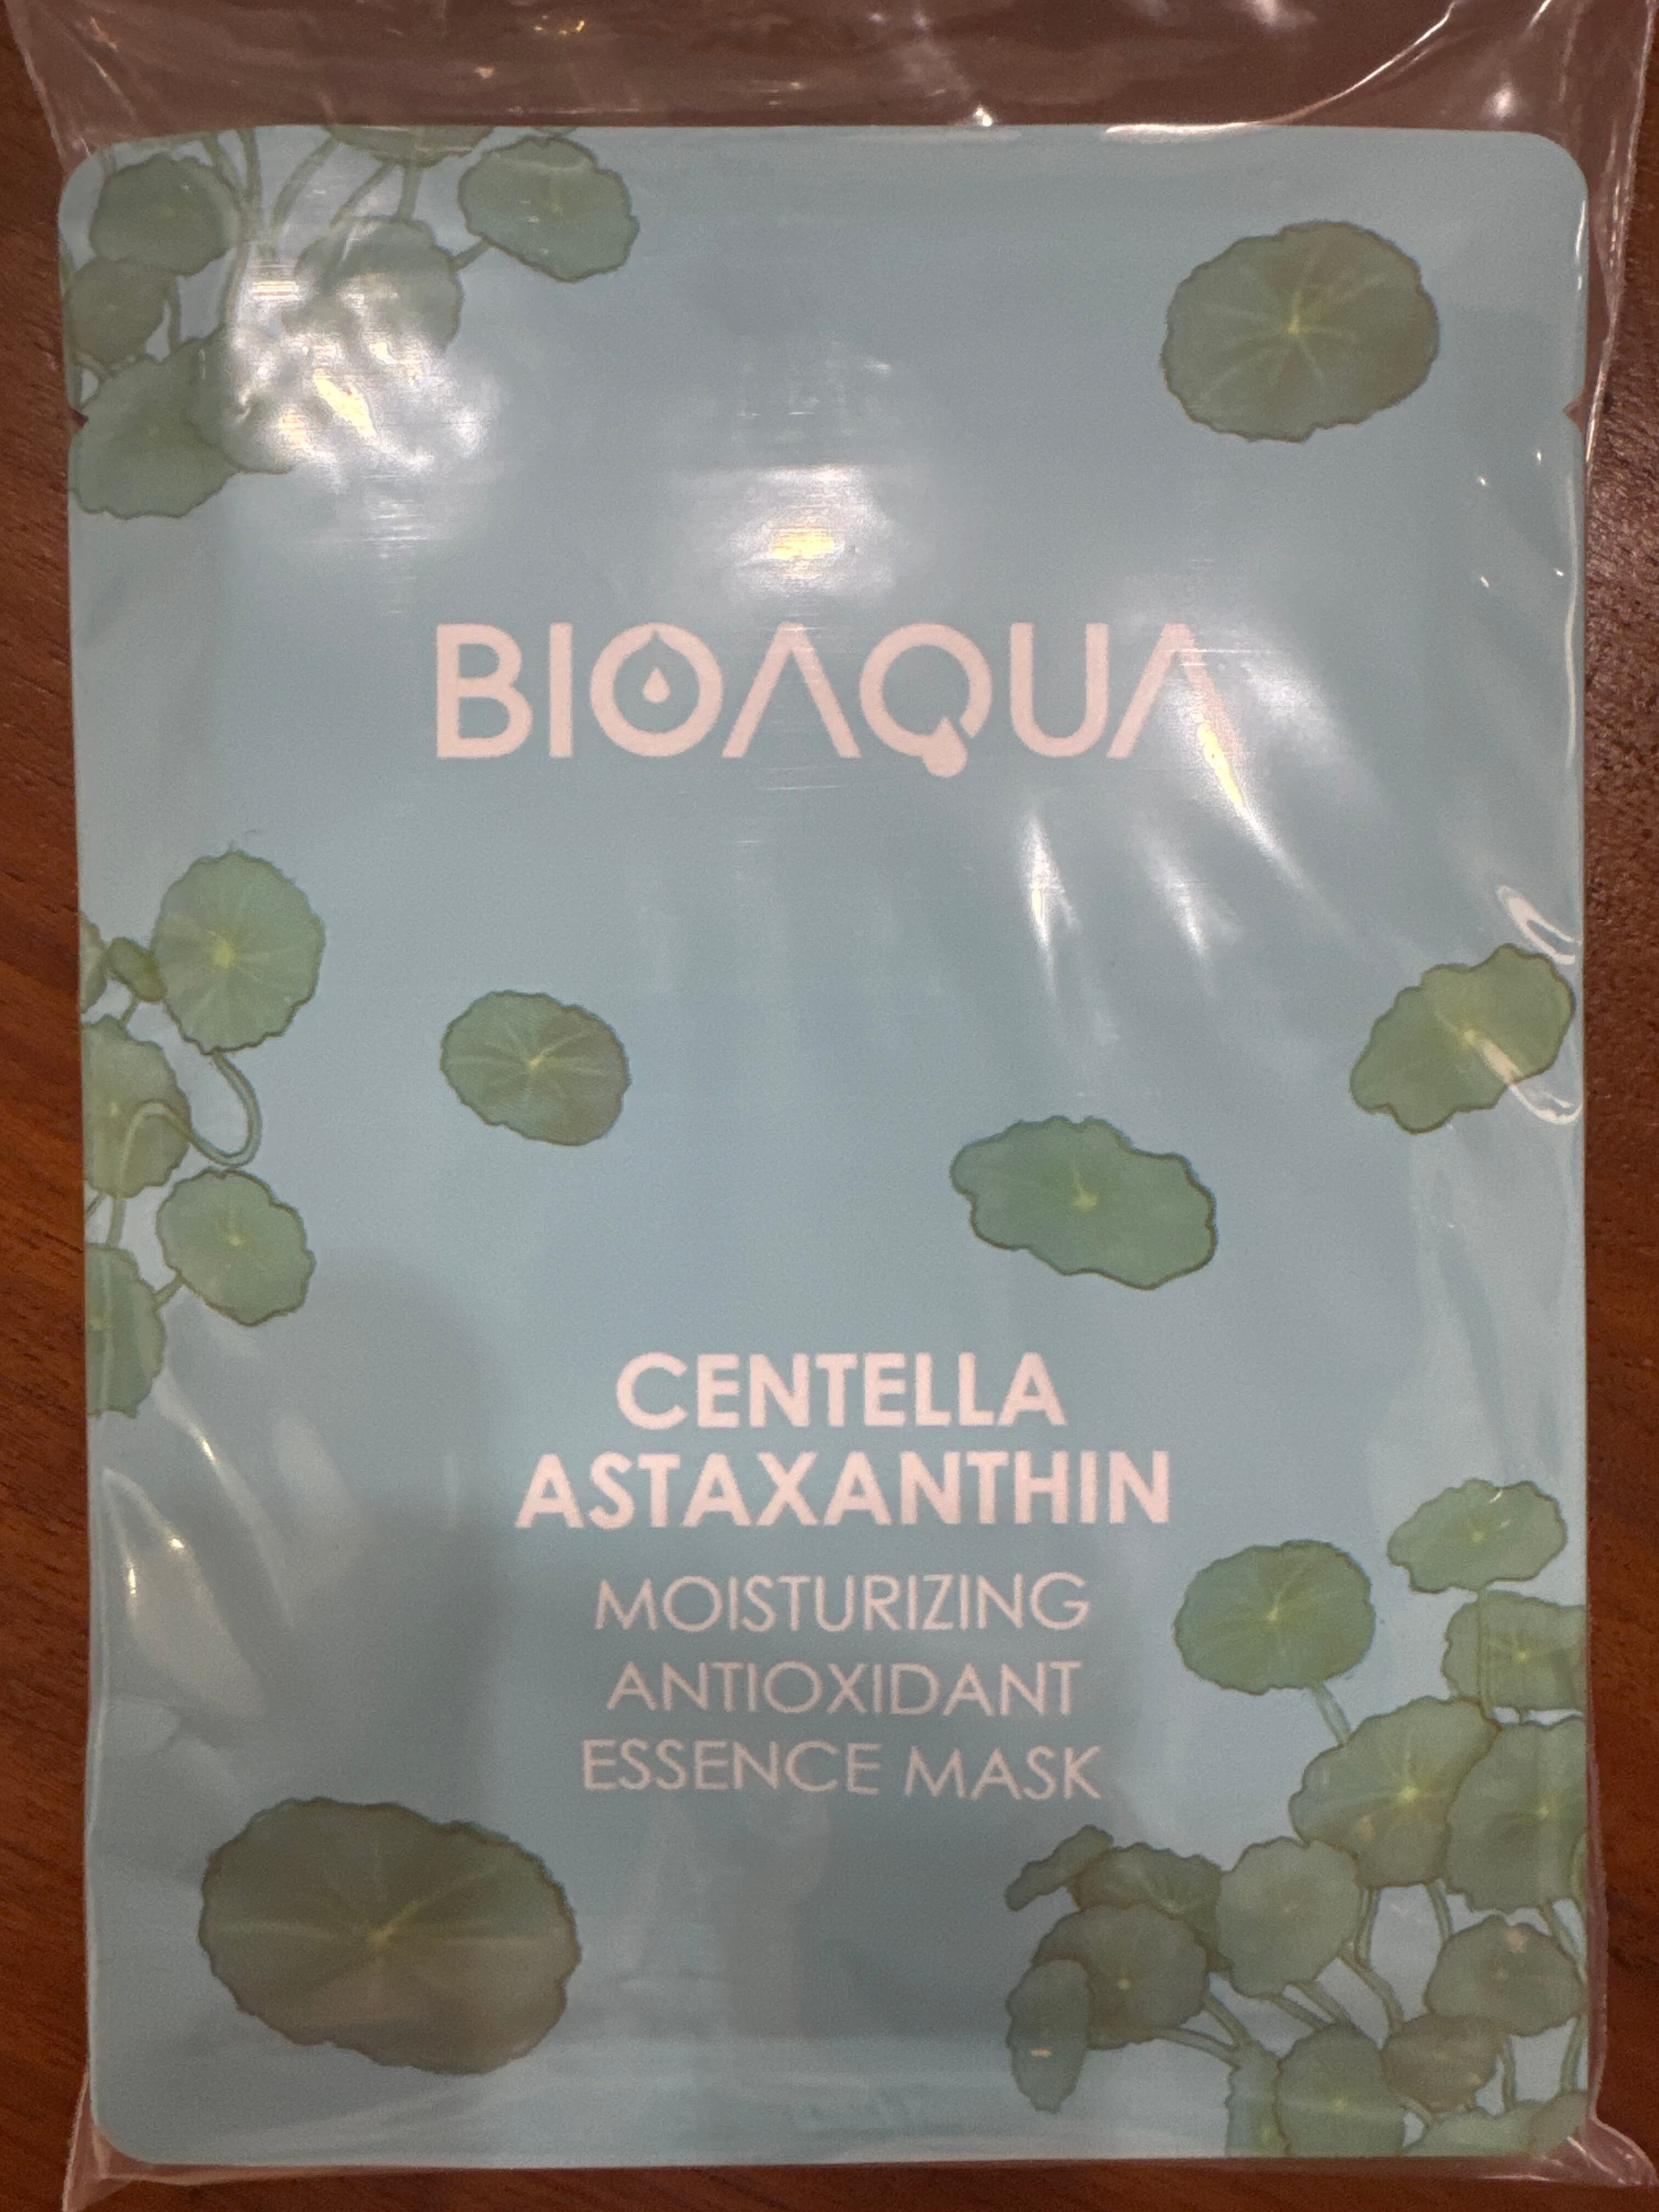 BIOAQUA
CENTELLA
ASTAXANTHIN
MOISTURIZING
ANTIOXIDANT
ESSENCE MASK